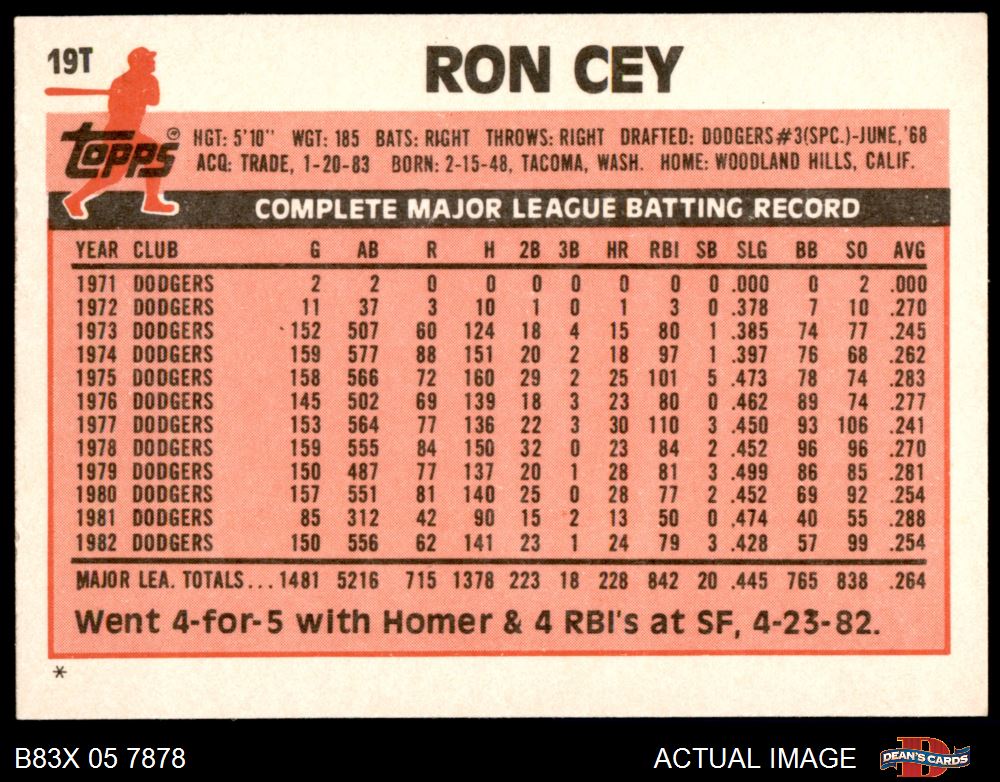 19T
RON CEY
topps
HGT: 5'10" WGT: 185 BATS: RIGHT THROWS: RIGHT DRAFTED: DODGERS #3(SPC.)-JUNE,'68
ACQ: TRADE, 1-20-83 BORN: 2-15-48, TACOMA, WASH. HOME: WOODLAND HILLS, CALIF.
COMPLETE MAJOR LEAGUE BATTING RECORD
YEAR CLUB G AB R H 2B 3B HR RBI SB SLG BB SO AVG
1971 DODGERS 2 2 0 0 0 0 0 0 0 .000 0 2 .000
1972 DODGERS 11 37 3 10 1 0 1 3 0 .378 7 10 .270
1973 DODGERS 152 507 60 124 18 4 15 80 1 .385 74 77 .245
1974 DODGERS 159 577 88 151 20 2 18 97 1 .397 76 68 .262
1975 DODGERS 158 566 72 160 29 2 25 101 5 .473 78 74 .283
1976 DODGERS 145 502 69 139 18 3 23 80 0 .462 89 74 .277
1977 DODGERS 153 564 77 136 22 3 30 110 3 .450 93 106 .241
1978 DODGERS 159 555 84 150 32 0 23 84 2 .452 96 96 .270
1979 DODGERS 150 487 77 137 20 1 28 81 3 .499 86 85 .281
1980 DODGERS 157 551 81 140 25 0 28 77 2 .452 69 92 .254
1981 DODGERS 85 312 42 90 15 2 13 50 0 .474 40 55 .288
1982 DODGERS 150 556 62 141 23 1 24 79 3 .428 57 99 .254
MAJOR LEA. TOTALS...1481 5216 715 1378 223 18 228 842 20 .445 765 838 .264
Went 4-for-5 with Homer & 4 RBI's at SF, 4-23-82.
*
B83X 05 7878 ACTUAL IMAGE DEAN'S CARDS